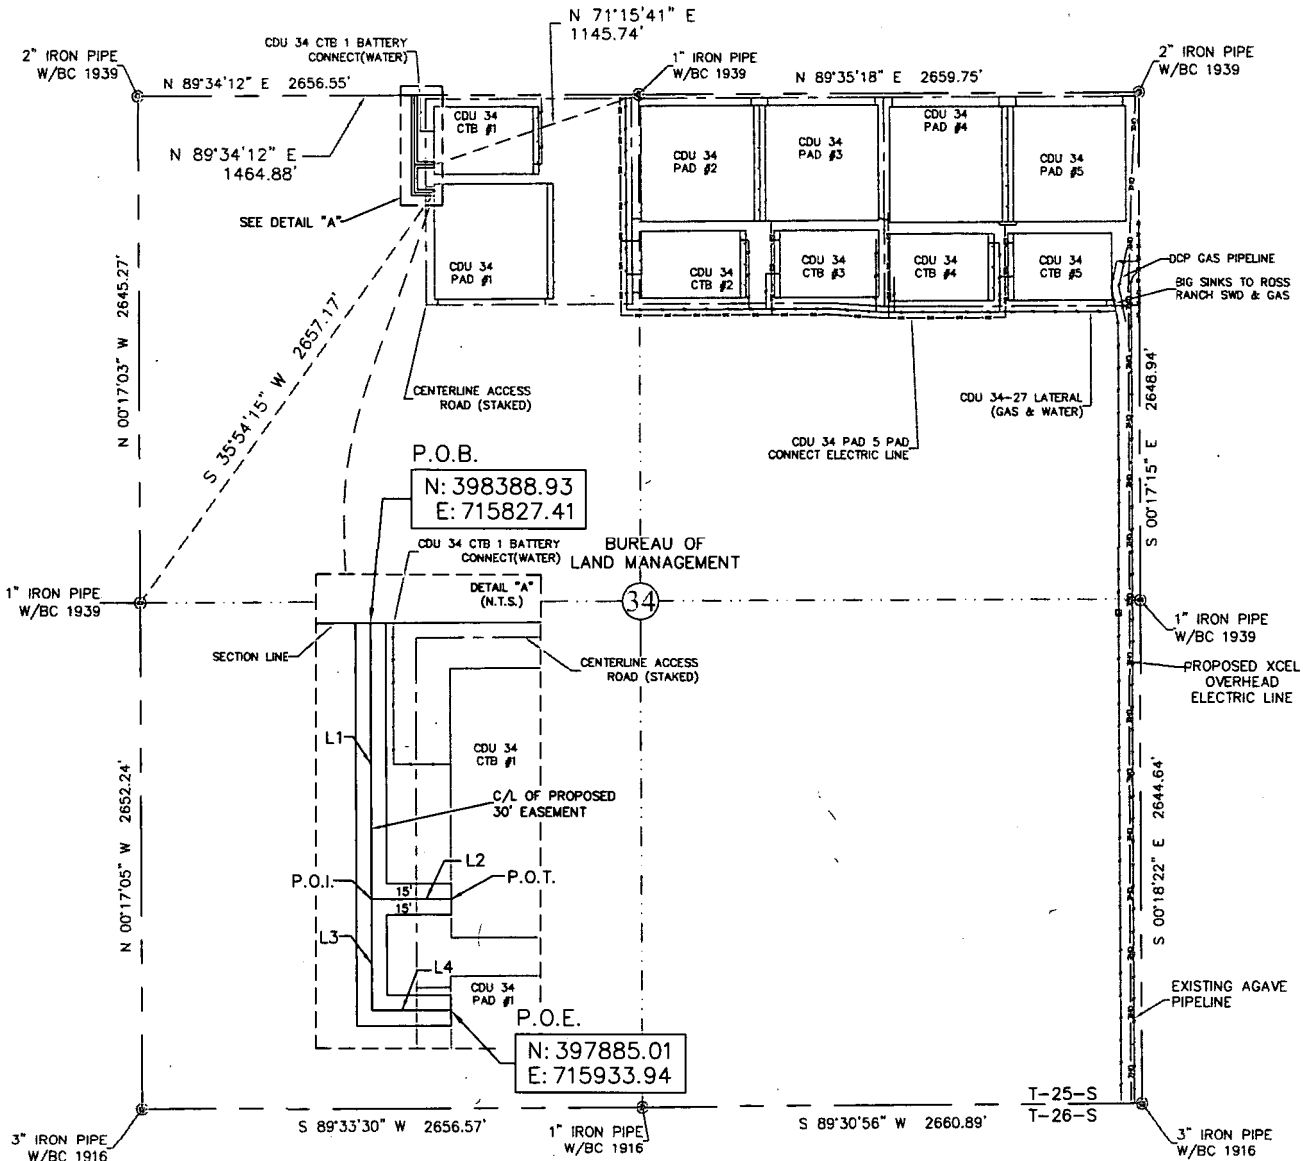 N 71°15'41" E
1145.74'
CDU 34 CTB 1 BATTERY
CONNECT(WATER)
2" IRON PIPE
W/BC 1939
1" IRON PIPE
W/BC 1939
2" IRON PIPE
W/BC 1939
N 89°34'12" E 2656.55'
N 89°35'18" E 2659.75'
CDU 34
CTB #1
CDU 34
PAD #2
CDU 34
PAD #3
CDU 34
PAD #4
CDU 34
PAD #5
N 89°34'12" E
1464.88'
SEE DETAIL "A"
CDU 34
PAD #1
CDU 34
CTB #2
CDU 34
CTB #3
CDU 34
CTB #4
CDU 34
CTB #5
DCP GAS PIPELINE
BIG SINKS TO ROSS
RANCH SWD & GAS
N 00°17'03" W 2645.27'
S 35°54'15" W 2657.17'
S 00°17'15" E 2648.94'
CENTERLINE ACCESS
ROAD (STAKED)
CDU 34-27 LATERAL
(GAS & WATER)
CDU 34 PAD 5 PAD
CONNECT ELECTRIC LINE
P.O.B.
N: 398388.93
E: 715827.41
CDU 34 CTB 1 BATTERY
CONNECT(WATER)
BUREAU OF
LAND MANAGEMENT
34
DETAIL "A"
(N.T.S.)
1" IRON PIPE
W/BC 1939
1" IRON PIPE
W/BC 1939
SECTION LINE
CENTERLINE ACCESS
ROAD (STAKED)
PROPOSED XCEL
OVERHEAD
ELECTRIC LINE
L1
CDU 34
CTB #1
C/L OF PROPOSED
30' EASEMENT
N 00°17'05" W 2652.24'
S 00°18'22" E 2644.64'
L2
P.O.I.
15'
P.O.T.
15'
L3
L4
CDU 34
PAD #1
EXISTING AGAVE
PIPELINE
P.O.E.
N: 397885.01
E: 715933.94
T-25-S
T-26-S
S 89°33'30" W 2656.57'
S 89°30'56" W 2660.89'
3" IRON PIPE
W/BC 1916
1" IRON PIPE
W/BC 1916
3" IRON PIPE
W/BC 1916